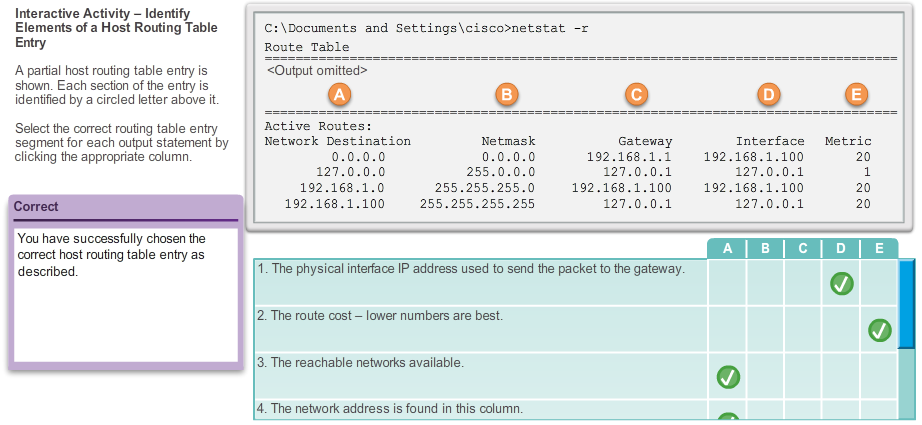 Interactive Activity – Identify
Elements of a Host Routing Table
Entry
A partial host routing table entry is
shown. Each section of the entry is
identified by a circled letter above it.
Select the correct routing table entry
segment for each output statement by
clicking the appropriate column.
Correct
You have successfully chosen the
correct host routing table entry as
described.
C:\Documents and Settings\cisco>netstat -r
Route Table
===========================================================================
<Output omitted>
A B C D E
===========================================================================
Active Routes:
Network Destination Netmask Gateway Interface Metric
0.0.0.0 0.0.0.0 192.168.1.1 192.168.1.100 20
127.0.0.0 255.0.0.0 127.0.0.1 127.0.0.1 1
192.168.1.0 255.255.255.0 192.168.1.100 192.168.1.100 20
192.168.1.100 255.255.255.255 127.0.0.1 127.0.0.1 20
A B C D E
1. The physical interface IP address used to send the packet to the gateway.
2. The route cost – lower numbers are best.
3. The reachable networks available.
4. The network address is found in this column.